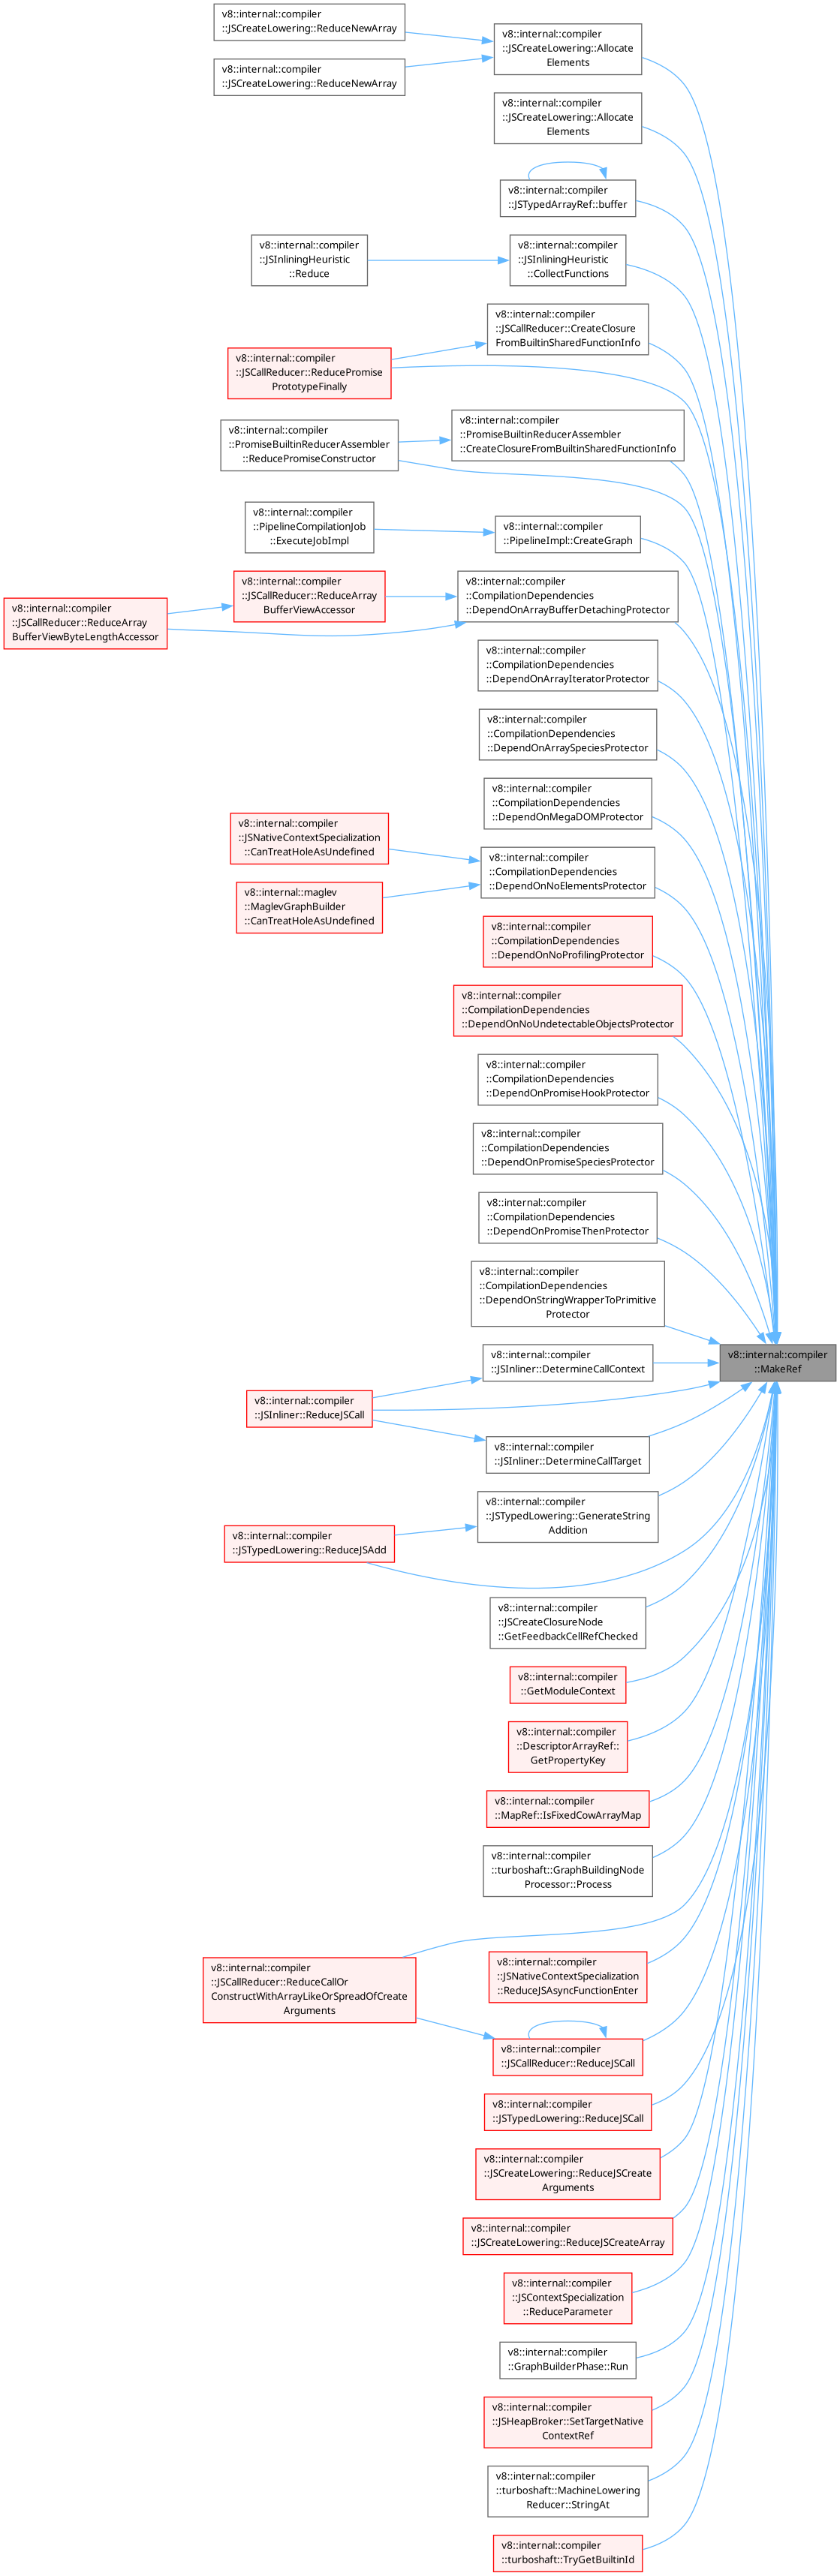 v8::internal::compiler
::JSCreateLowering::ReduceNewArray
v8::internal::compiler
::JSCreateLowering::Allocate
Elements
v8::internal::compiler
::JSCreateLowering::ReduceNewArray
v8::internal::compiler
::JSCreateLowering::Allocate
Elements
v8::internal::compiler
::JSTypedArrayRef::buffer
v8::internal::compiler
::JSInliningHeuristic
::Reduce
v8::internal::compiler
::JSInliningHeuristic
::CollectFunctions
v8::internal::compiler
::JSCallReducer::CreateClosure
FromBuiltinSharedFunctionInfo
v8::internal::compiler
::JSCallReducer::ReducePromise
PrototypeFinally
v8::internal::compiler
::PromiseBuiltinReducerAssembler
::ReducePromiseConstructor
v8::internal::compiler
::PromiseBuiltinReducerAssembler
::CreateClosureFromBuiltinSharedFunctionInfo
v8::internal::compiler
::PipelineCompilationJob
::ExecuteJobImpl
v8::internal::compiler
::PipelineImpl::CreateGraph
v8::internal::compiler
::JSCallReducer::ReduceArray
BufferViewByteLengthAccessor
v8::internal::compiler
::JSCallReducer::ReduceArray
BufferViewAccessor
v8::internal::compiler
::CompilationDependencies
::DependOnArrayBufferDetachingProtector
v8::internal::compiler
::CompilationDependencies
::DependOnArrayIteratorProtector
v8::internal::compiler
::CompilationDependencies
::DependOnArraySpeciesProtector
v8::internal::compiler
::CompilationDependencies
::DependOnMegaDOMProtector
v8::internal::compiler
::JSNativeContextSpecialization
::CanTreatHoleAsUndefined
v8::internal::compiler
::CompilationDependencies
::DependOnNoElementsProtector
v8::internal::maglev
::MaglevGraphBuilder
::CanTreatHoleAsUndefined
v8::internal::compiler
::CompilationDependencies
::DependOnNoProfilingProtector
v8::internal::compiler
::CompilationDependencies
::DependOnNoUndetectableObjectsProtector
v8::internal::compiler
::CompilationDependencies
::DependOnPromiseHookProtector
v8::internal::compiler
::CompilationDependencies
::DependOnPromiseSpeciesProtector
v8::internal::compiler
::CompilationDependencies
::DependOnPromiseThenProtector
v8::internal::compiler
::CompilationDependencies
::DependOnStringWrapperToPrimitive
Protector
v8::internal::compiler
::MakeRef
v8::internal::compiler
::JSInliner::DetermineCallContext
v8::internal::compiler
::JSInliner::ReduceJSCall
v8::internal::compiler
::JSInliner::DetermineCallTarget
v8::internal::compiler
::JSTypedLowering::GenerateString
Addition
v8::internal::compiler
::JSTypedLowering::ReduceJSAdd
v8::internal::compiler
::JSCreateClosureNode
::GetFeedbackCellRefChecked
v8::internal::compiler
::GetModuleContext
v8::internal::compiler
::DescriptorArrayRef::
GetPropertyKey
v8::internal::compiler
::MapRef::IsFixedCowArrayMap
v8::internal::compiler
::turboshaft::GraphBuildingNode
Processor::Process
v8::internal::compiler
::JSCallReducer::ReduceCallOr
ConstructWithArrayLikeOrSpreadOfCreate
Arguments
v8::internal::compiler
::JSNativeContextSpecialization
::ReduceJSAsyncFunctionEnter
v8::internal::compiler
::JSCallReducer::ReduceJSCall
v8::internal::compiler
::JSTypedLowering::ReduceJSCall
v8::internal::compiler
::JSCreateLowering::ReduceJSCreate
Arguments
v8::internal::compiler
::JSCreateLowering::ReduceJSCreateArray
v8::internal::compiler
::JSContextSpecialization
::ReduceParameter
v8::internal::compiler
::GraphBuilderPhase::Run
v8::internal::compiler
::JSHeapBroker::SetTargetNative
ContextRef
v8::internal::compiler
::turboshaft::MachineLowering
Reducer::StringAt
v8::internal::compiler
::turboshaft::TryGetBuiltinId